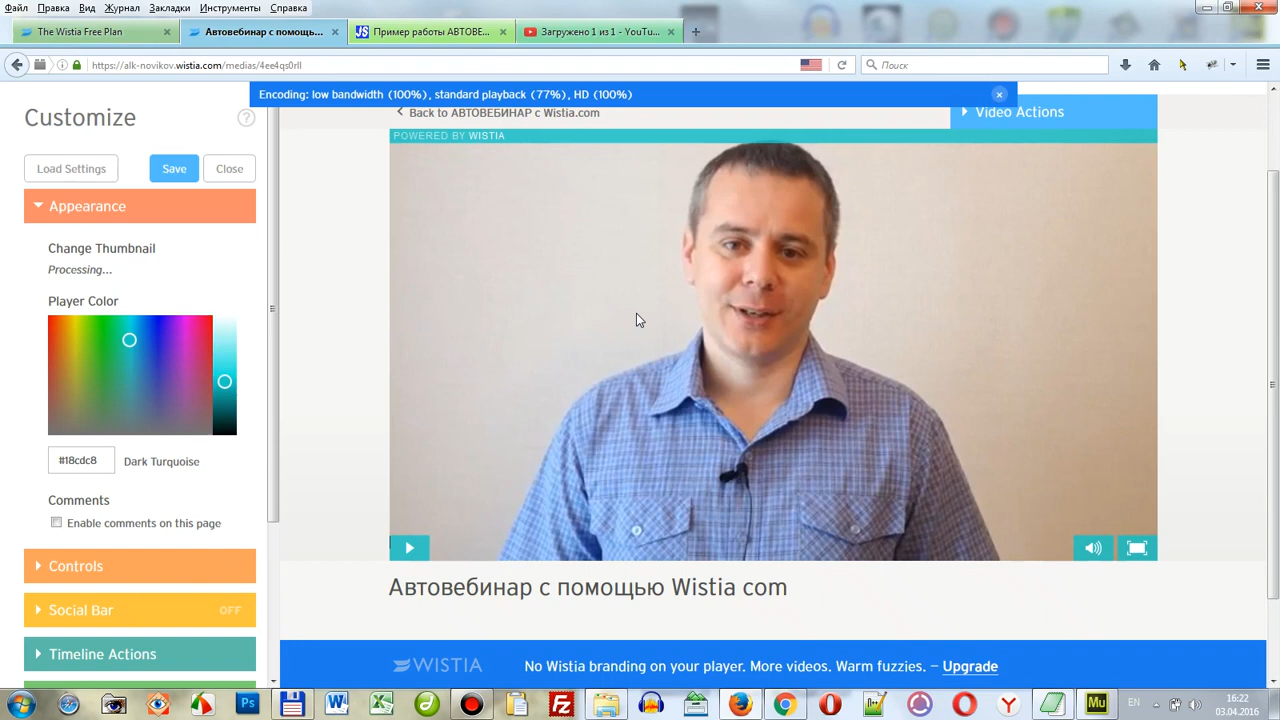 Файл Правка Вид Журнал Закладки Инструменты Справка
The Wistia Free Plan
Автовебинар с помощь...
JS Пример работы АВТОВЕ...
Загружено 1 из 1 - YouTu...
https://alk-novikov.wistia.com/medias/4ee4qs0rll
Поиск
Encoding: low bandwidth (100%), standard playback (77%), HD (100%)
Customize
?
Back to АВТОВЕБИНАР с Wistia.com
Video Actions
POWERED BY WISTIA
Load Settings
Save
Close
Appearance
Change Thumbnail
Processing...
Player Color
#18cdc8
Dark Turquoise
Comments
Enable comments on this page
Controls
Social Bar OFF
Timeline Actions
Автовебинар с помощью Wistia com
WISTIA
No Wistia branding on your player. More videos. Warm fuzzies. – Upgrade
Ps
Mu
EN
16:22
03.04.2016